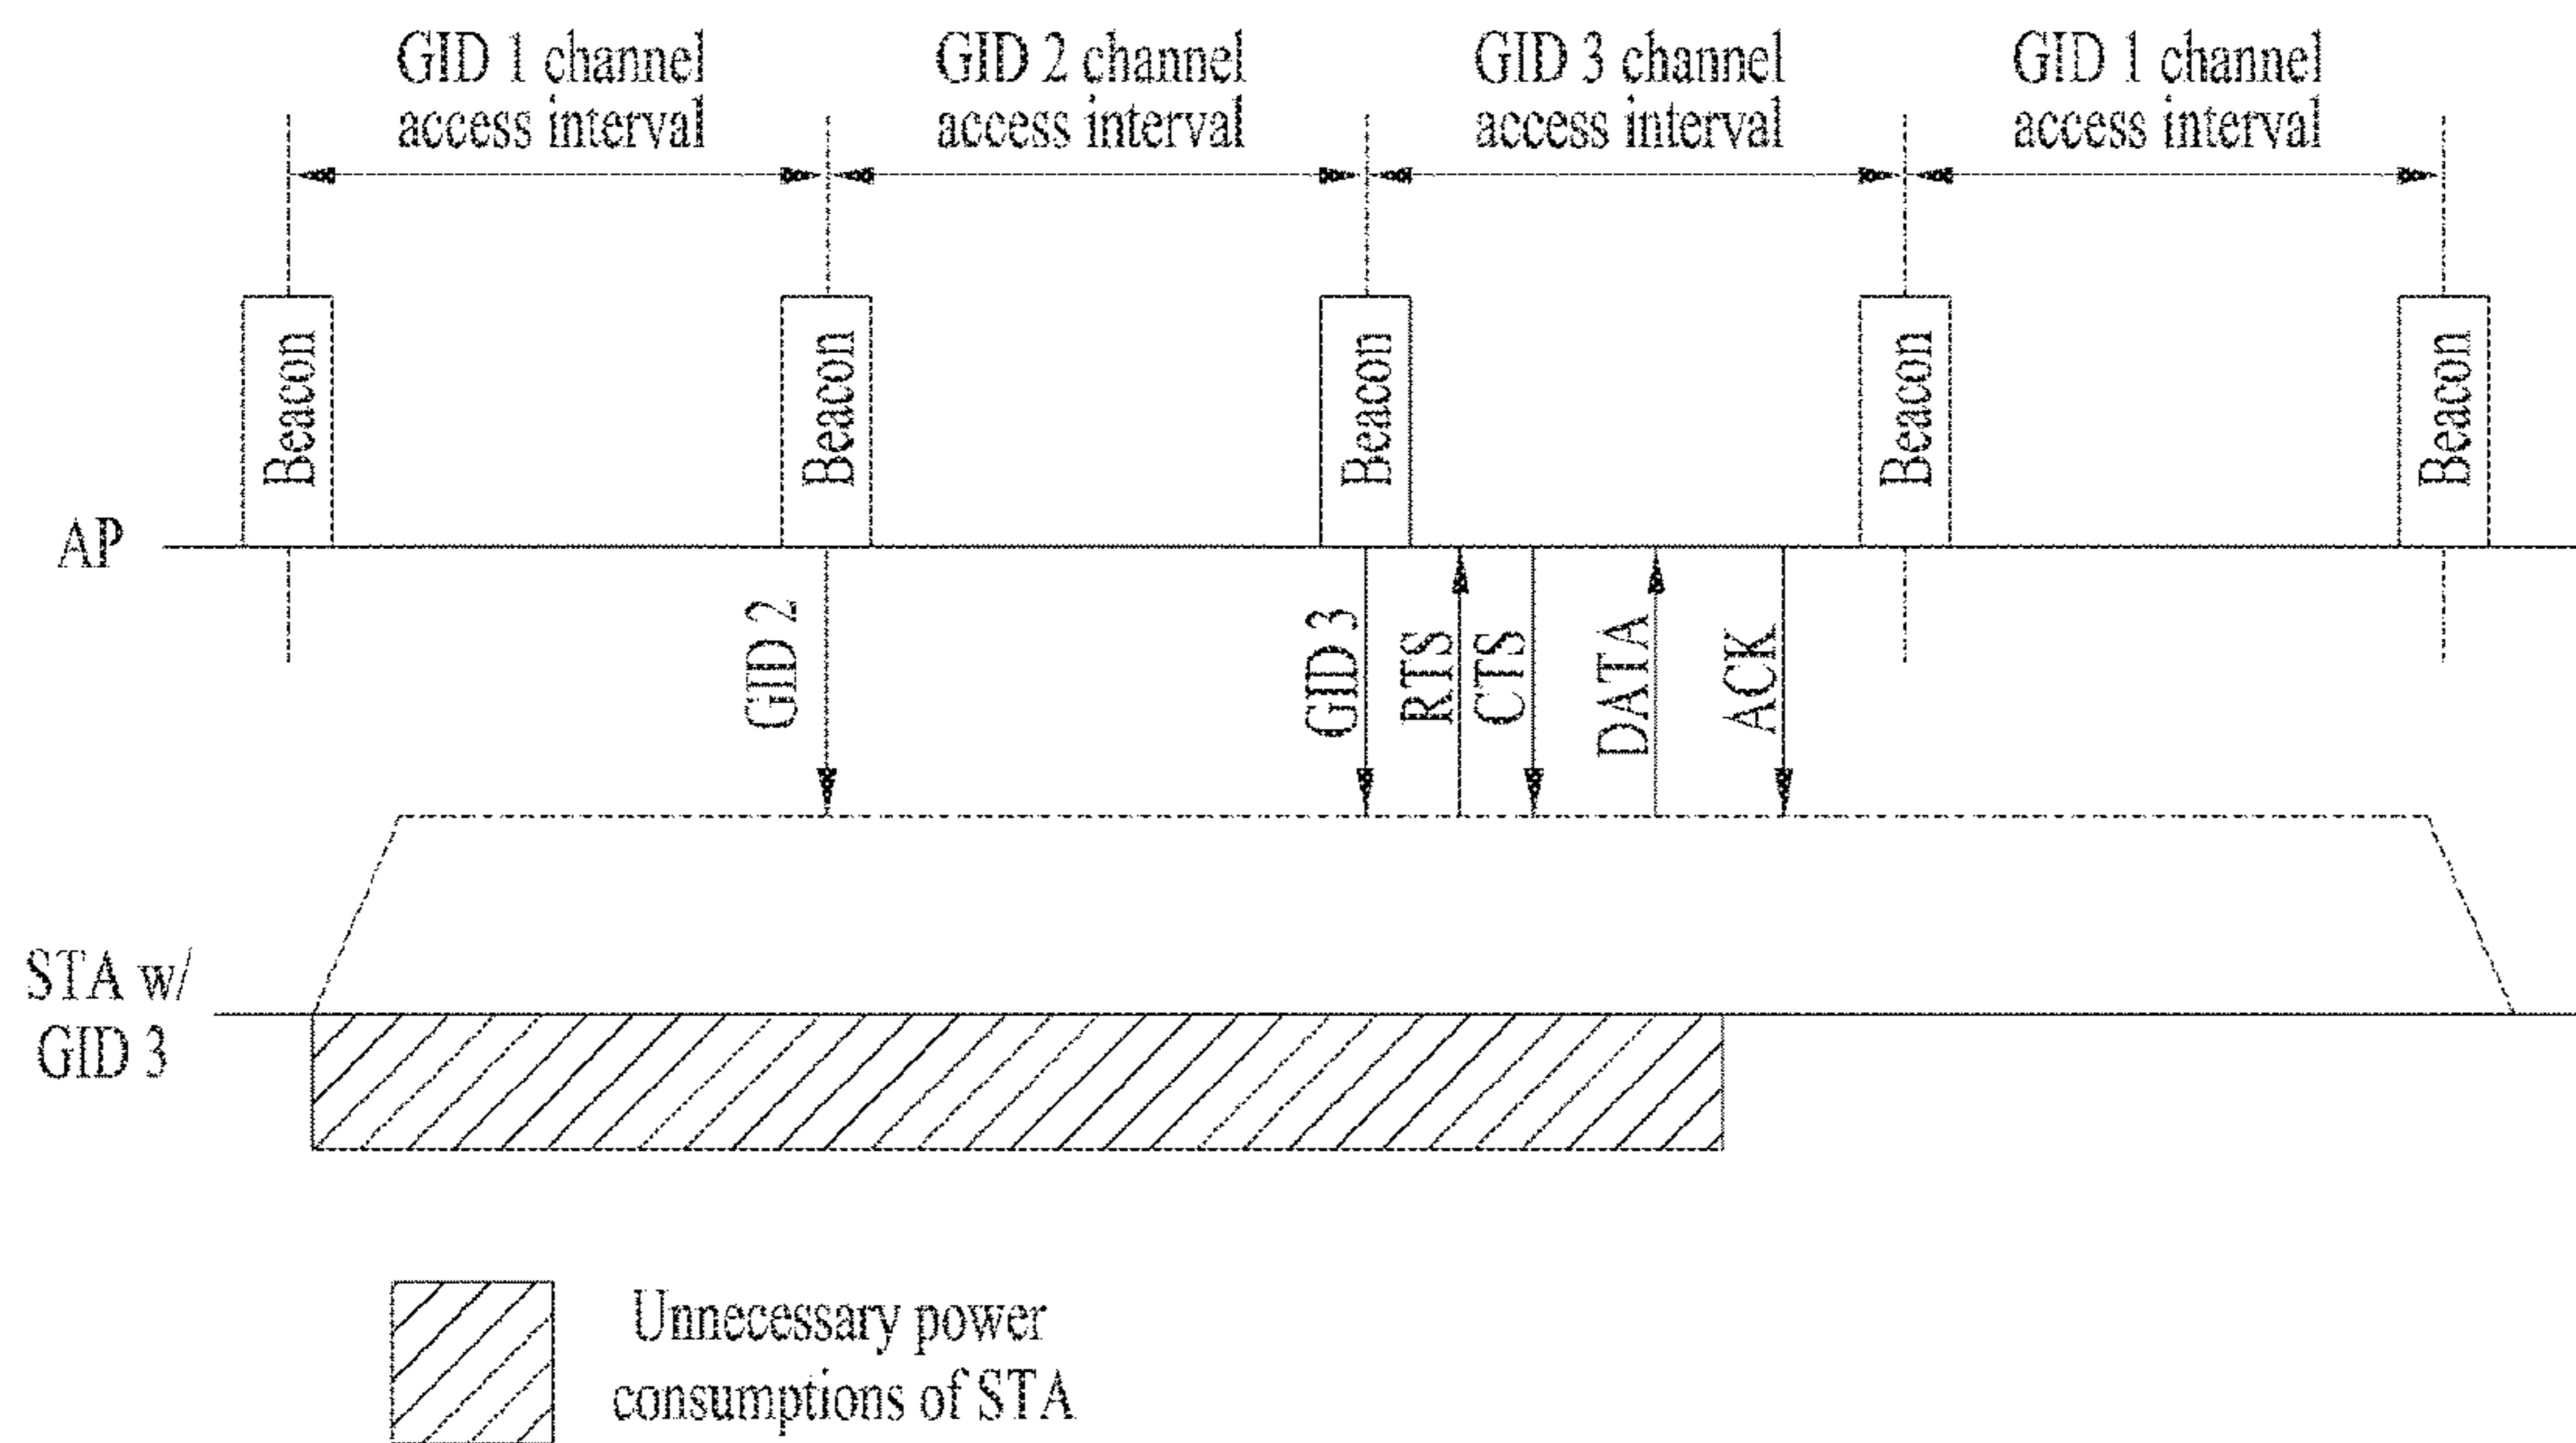 GID 1 channel
access interval
GID 2 channel
access interval
GID 3 channel
access interval
GID 1 channel
access interval
Beacon
Beacon
Beacon
Beacon
Beacon
AP
GID 2
GID 3
RTS
CTS
DATA
ACK
STA w/
GID 3
Unnecessary power
consumptions of STA